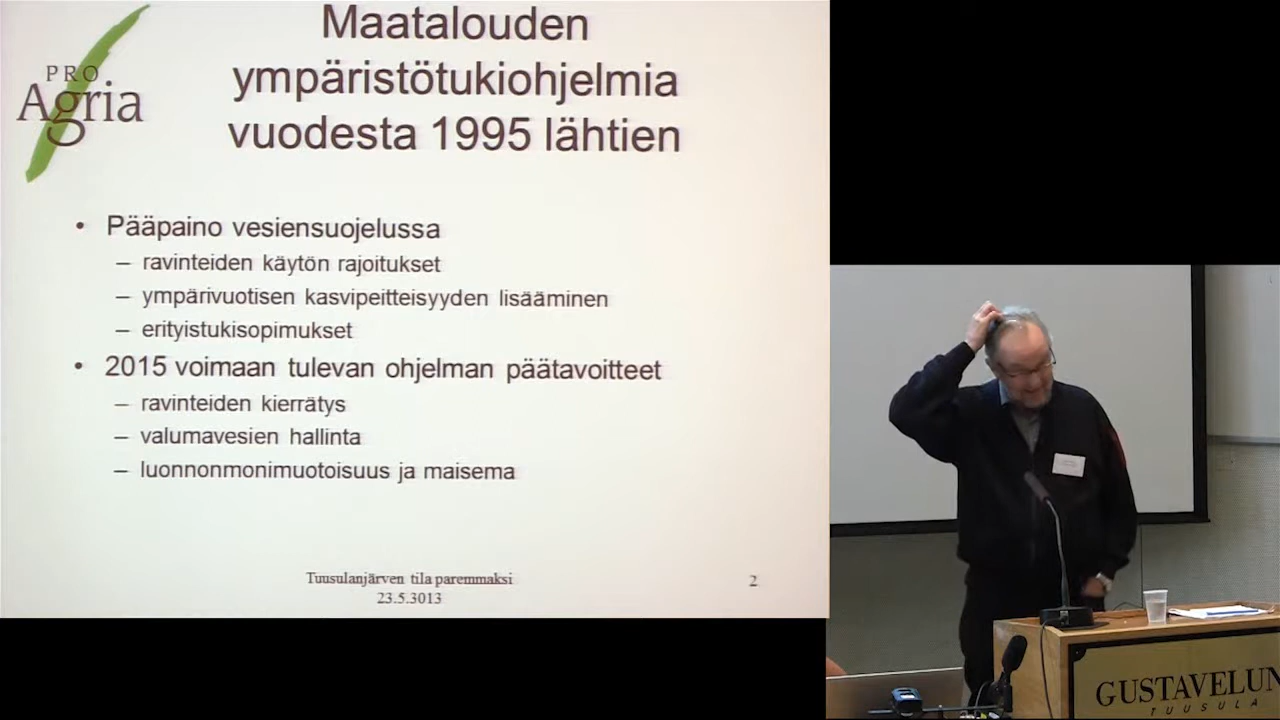 PRO
Agria
Maatalouden
ympäristötukiohjelmia
vuodesta 1995 lähtien
• Pääpaino vesiensuojelussa
– ravinteiden käytön rajoitukset
– ympärivuotisen kasvipeitteisyyden lisääminen
– erityistukisopimukset
• 2015 voimaan tulevan ohjelman päätavoitteet
– ravinteiden kierrätys
– valumavesien hallinta
– luonnonmonimuotoisuus ja maisema
Tuusulanjärven tila paremmaksi
23.5.3013
2
GUSTAVELUN
TUUSULA